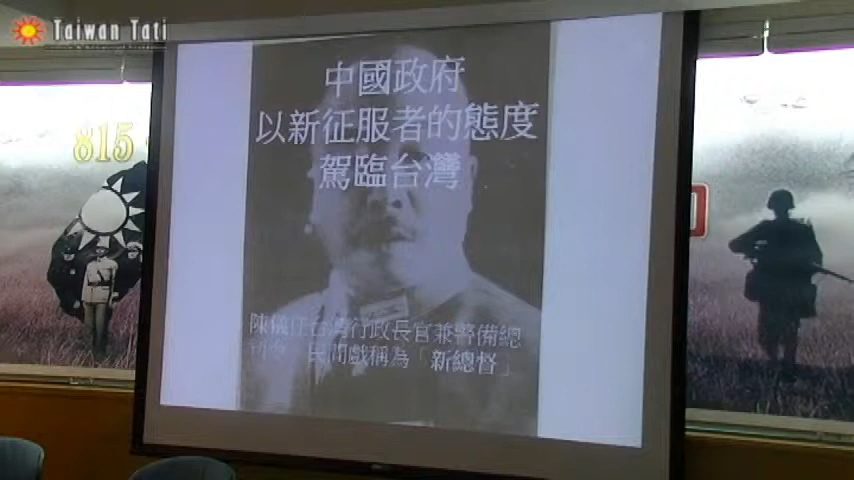 Taiwan Tati
815
中國政府
以新征服者的態度
駕臨台灣
陳儀任台灣行政長官兼警備總
民間戲稱為「新總督」